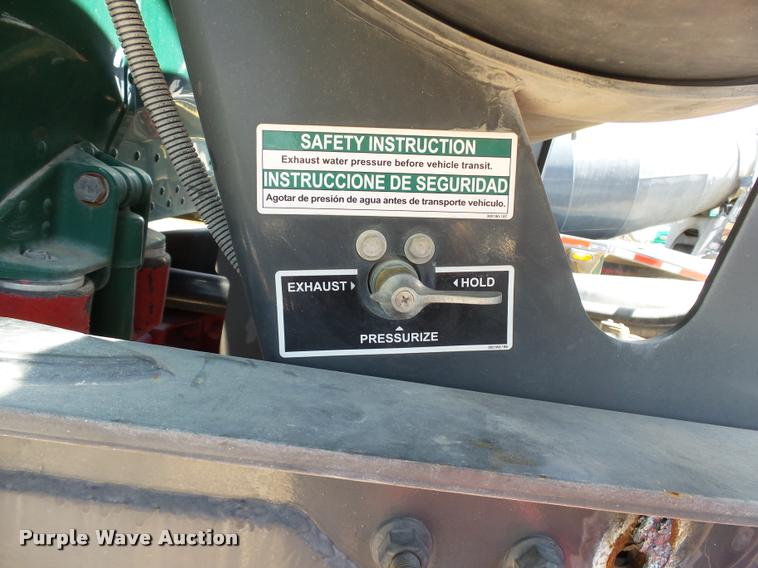 SAFETY INSTRUCTION
Exhaust water pressure before vehicle transit.
INSTRUCCIONE DE SEGURIDAD
Agotar de presión de agua antes de transporte vehículo.
EXHAUST
HOLD
PRESSURIZE
Purple Wave Auction